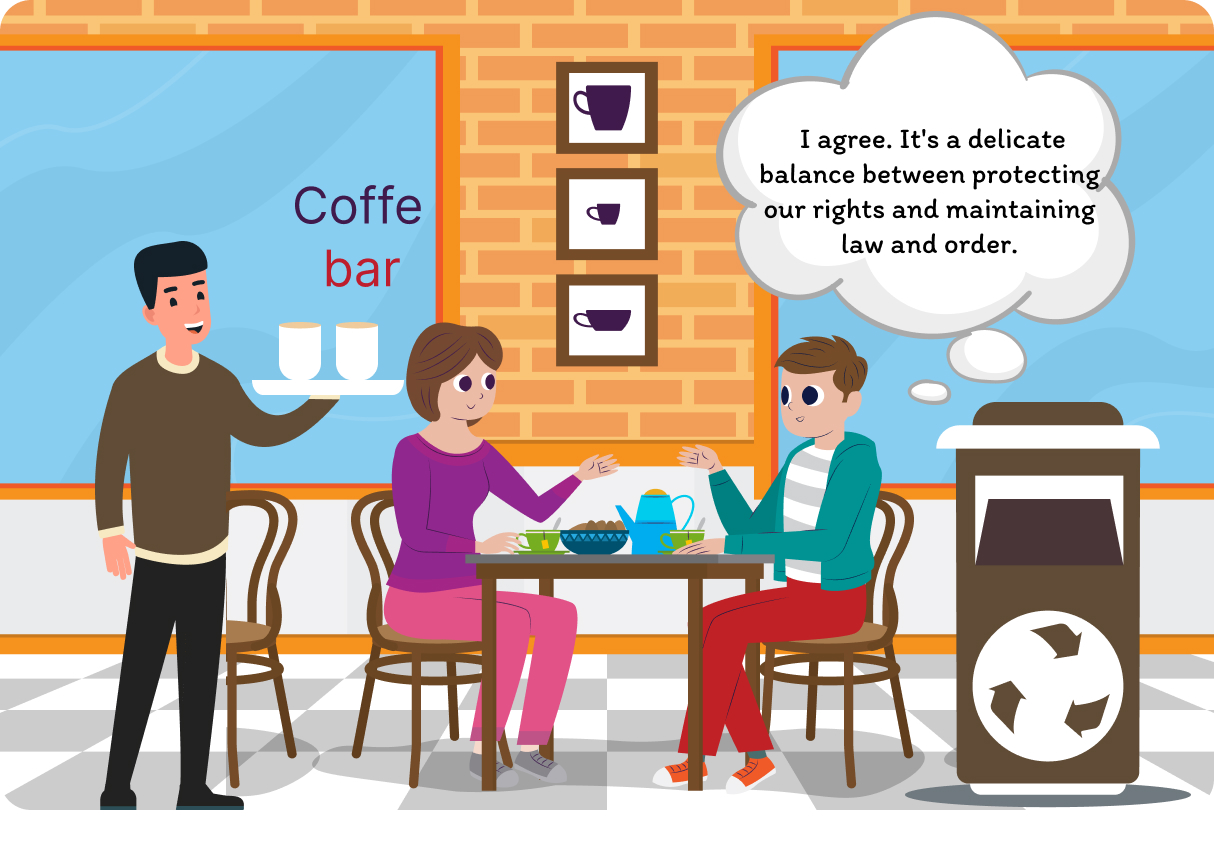 Coffe
bar
I agree. It's a delicate
balance between protecting
our rights and maintaining
law and order.